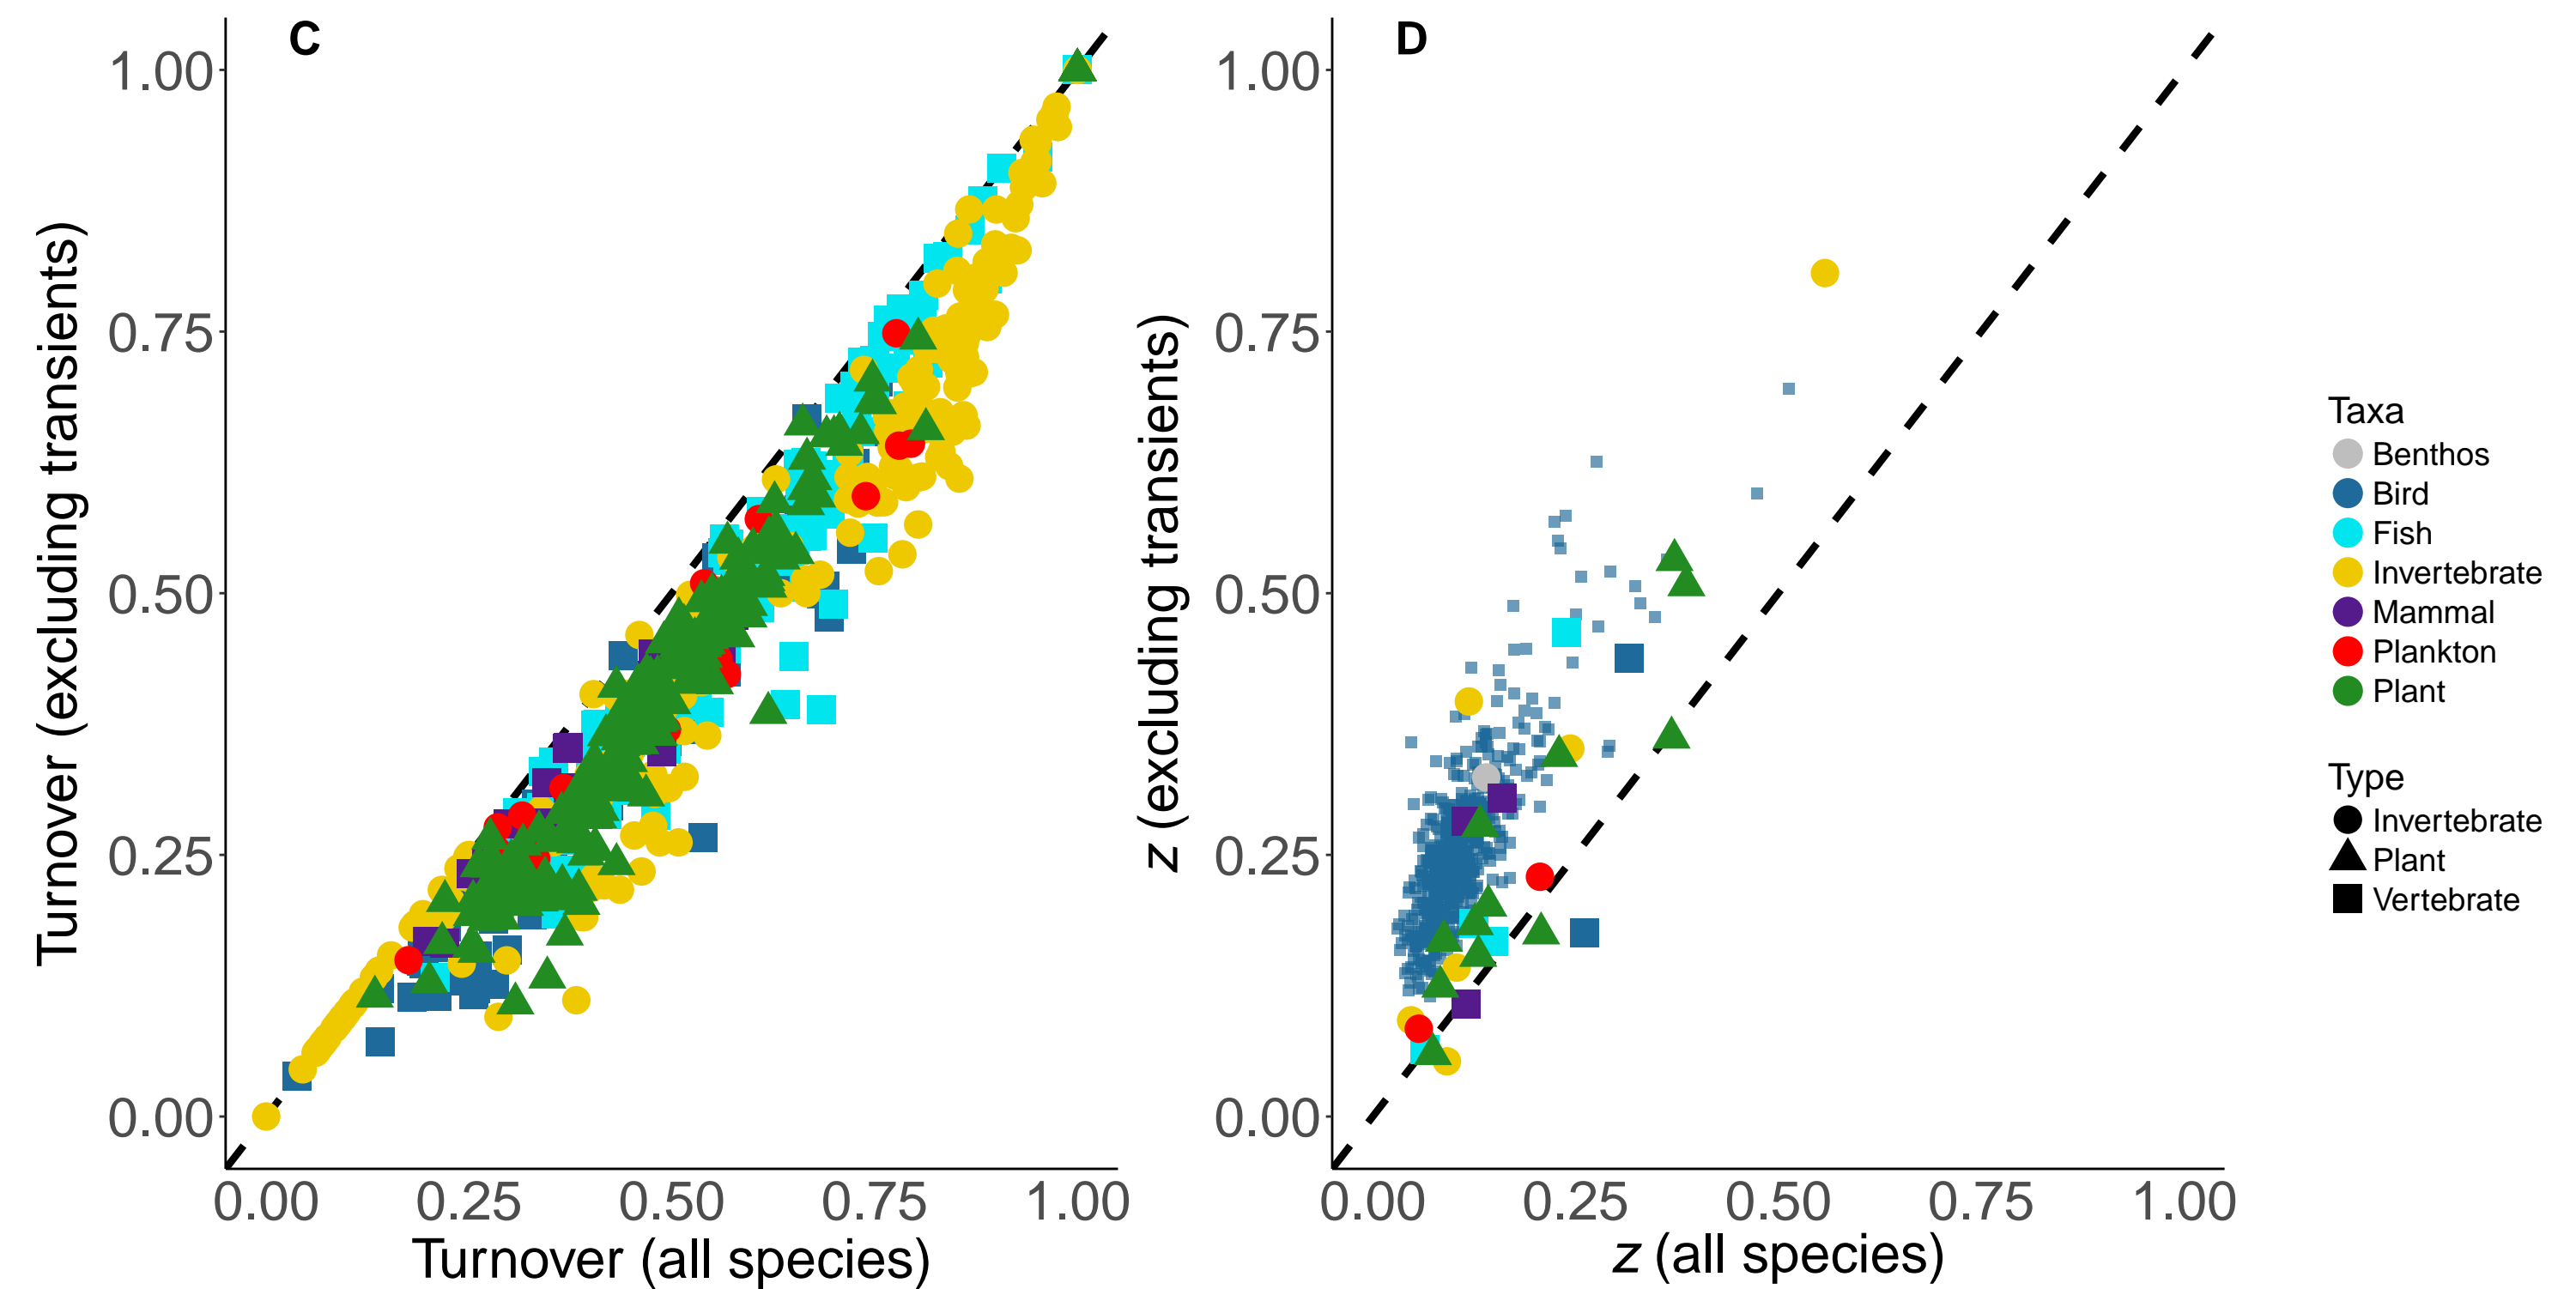 C
1.00
0.75
0.50
0.25
0.00
Turnover (excluding transients)
0.00 0.25 0.50 0.75 1.00
Turnover (all species)
D
1.00
0.75
0.50
0.25
0.00
z (excluding transients)
0.00 0.25 0.50 0.75 1.00
z (all species)
Taxa
Benthos
Bird
Fish
Invertebrate
Mammal
Plankton
Plant
Type
Invertebrate
Plant
Vertebrate